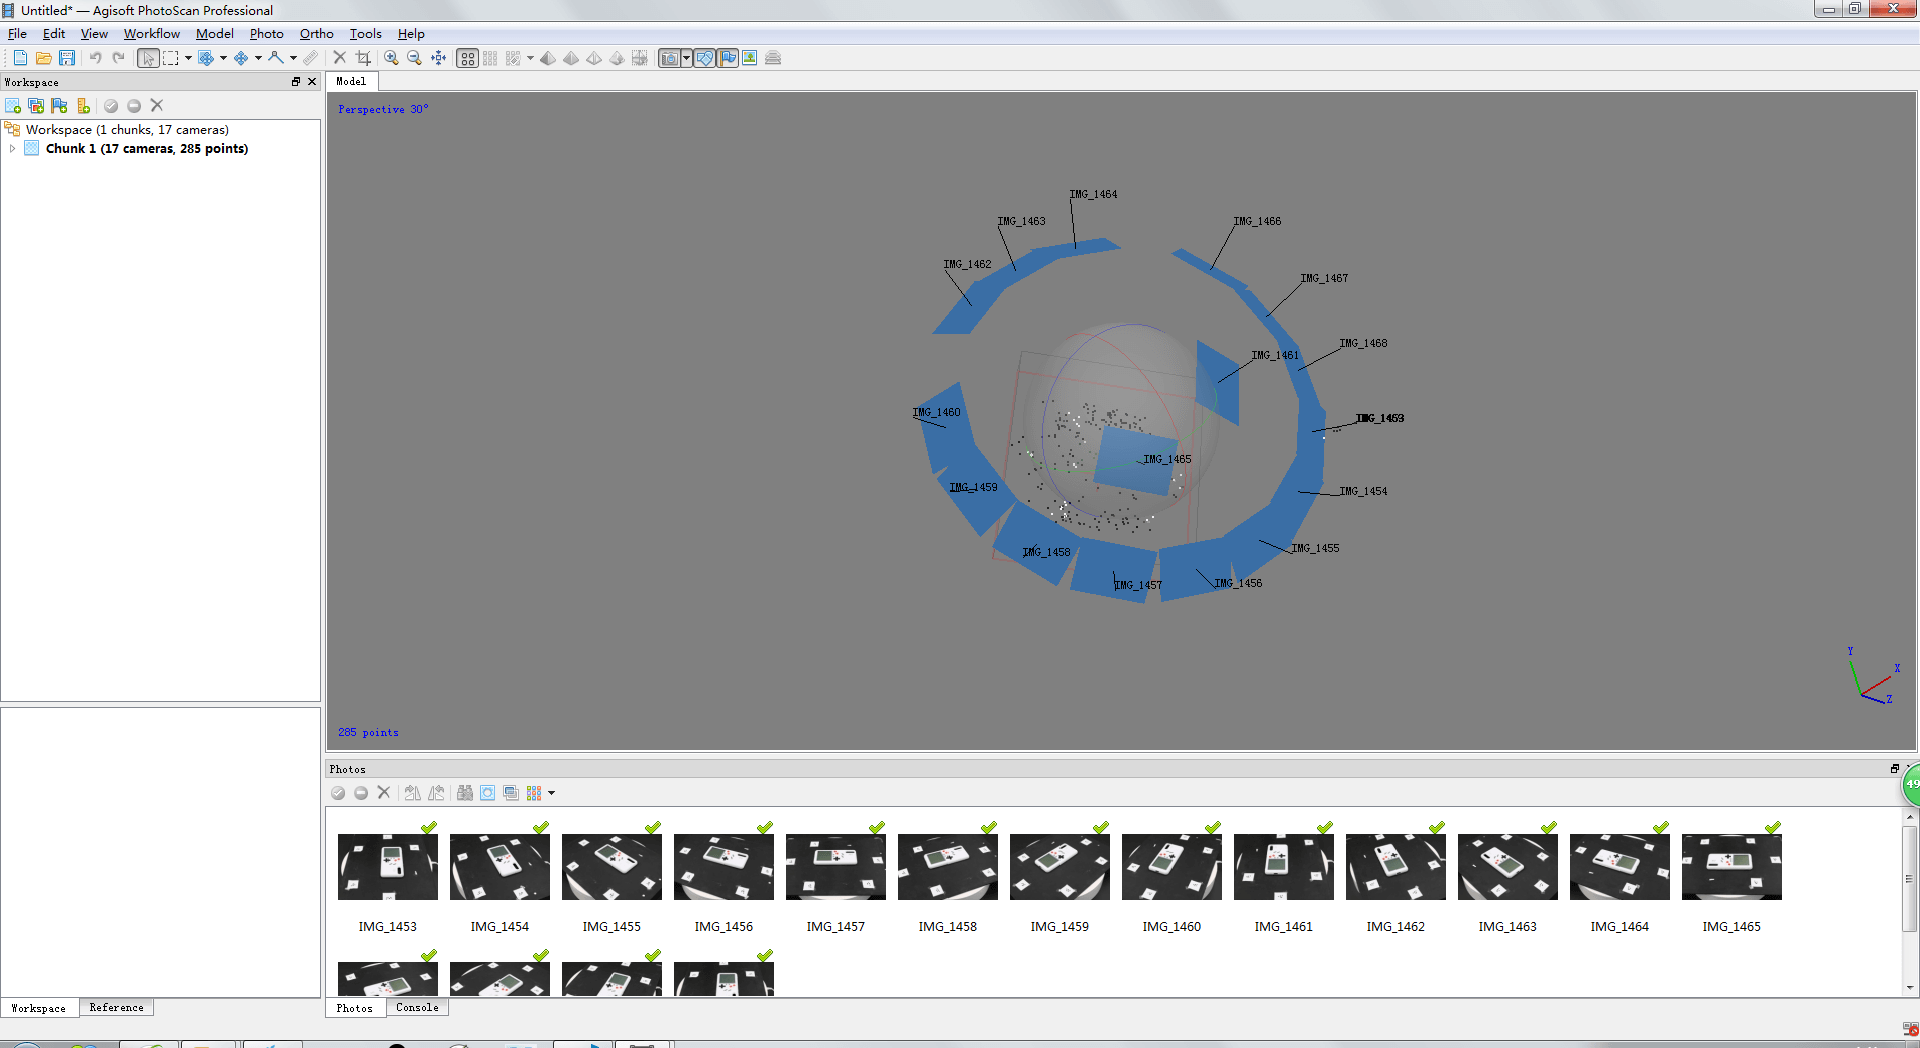 Untitled* — Agisoft PhotoScan Professional
File Edit View Workflow Model Photo Ortho Tools Help
Workspace
Model
Workspace (1 chunks, 17 cameras)
Chunk 1 (17 cameras, 285 points)
Perspective 30°
IMG_1464
IMG_1463
IMG_1466
IMG_1462
IMG_1467
IMG_1468
IMG_1461
IMG_1460
IMG_1453
IMG_1465
IMG_1459
IMG_1454
IMG_1458
IMG_1455
IMG_1457
IMG_1456
Y
X
Z
285 points
Photos
49
IMG_1453 IMG_1454 IMG_1455 IMG_1456 IMG_1457 IMG_1458 IMG_1459 IMG_1460 IMG_1461 IMG_1462 IMG_1463 IMG_1464 IMG_1465
Workspace Reference
Photos Console